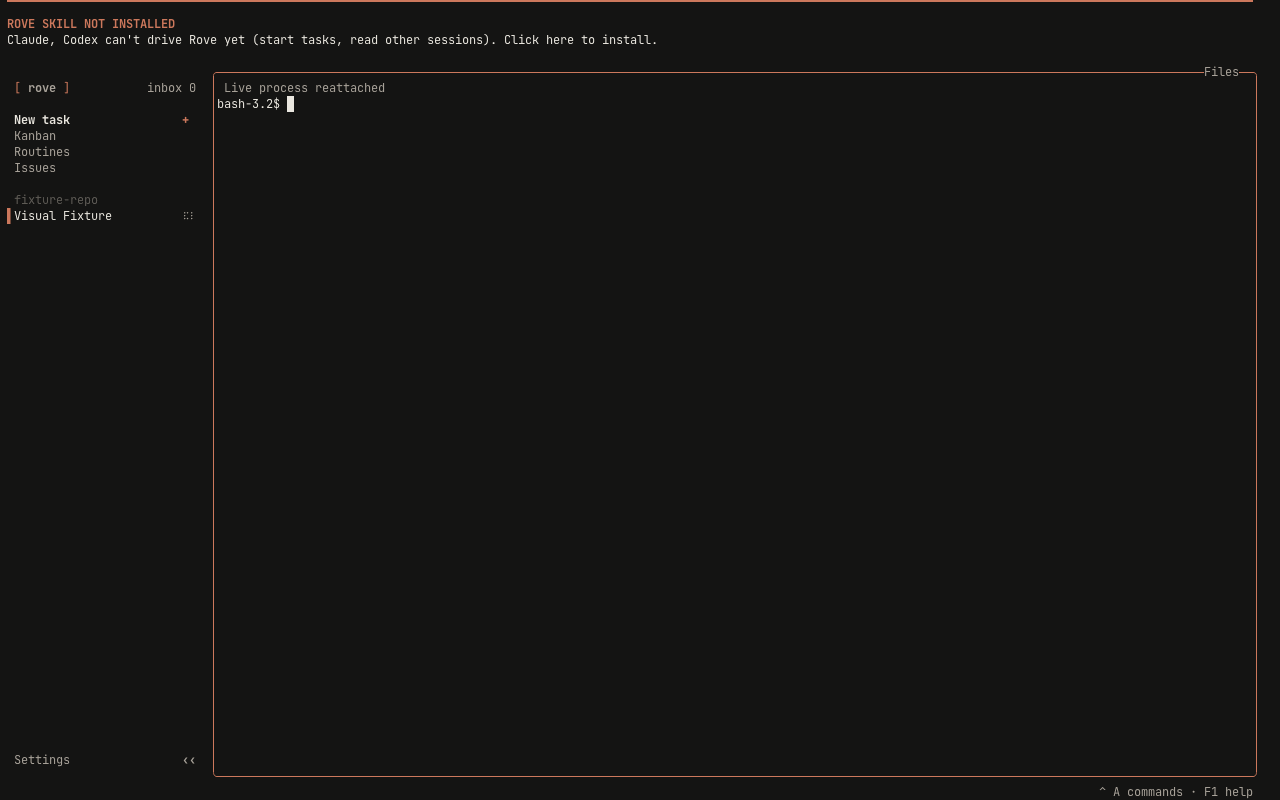 ROVE SKILL NOT INSTALLED
Claude, Codex can't drive Rove yet (start tasks, read other sessions). Click here to install.
Files
[ rove ] inbox 0
Live process reattached
bash-3.2$
New task +
Kanban
Routines
Issues
fixture-repo
Visual Fixture
Settings ‹‹
^ A commands · F1 help